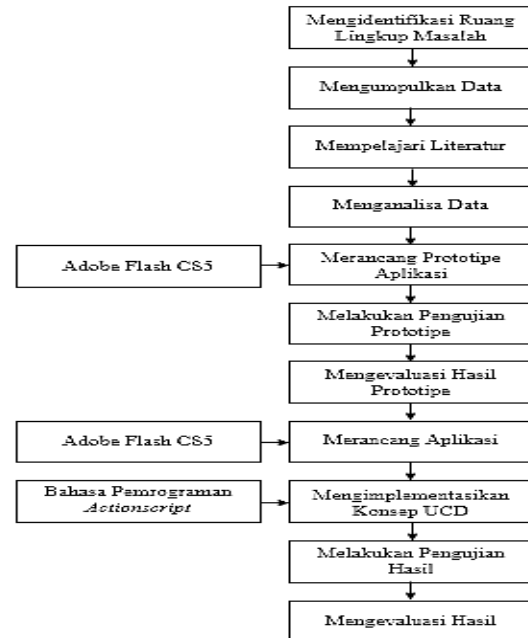 Mengidentifikasi Ruang
Lingkup Masalah
Mengumpulkan Data
Mempelajari Literatur
Menganalisa Data
Adobe Flash CS5
Merancang Prototipe
Aplikasi
Melakukan Pengujian
Prototipe
Mengevaluasi Hasil
Prototipe
Adobe Flash CS5
Merancang Aplikasi
Bahasa Pemrograman
Actionscript
Mengimplementasikan
Konsep UCD
Melakukan Pengujian
Hasil
Mengevaluasi Hasil